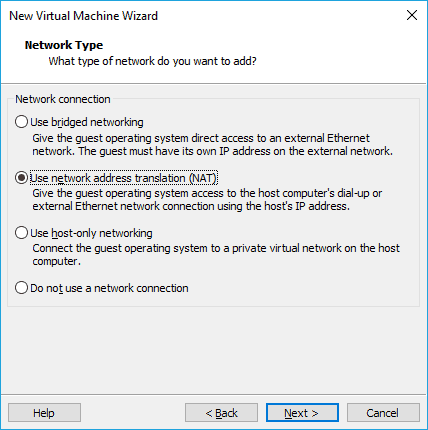 New Virtual Machine Wizard
Network Type
What type of network do you want to add?
Network connection
Use bridged networking
Give the guest operating system direct access to an external Ethernet
network. The guest must have its own IP address on the external network.
Use network address translation (NAT)
Give the guest operating system access to the host computer's dial-up or
external Ethernet network connection using the host's IP address.
Use host-only networking
Connect the guest operating system to a private virtual network on the host
computer.
Do not use a network connection
Help
< Back
Next >
Cancel